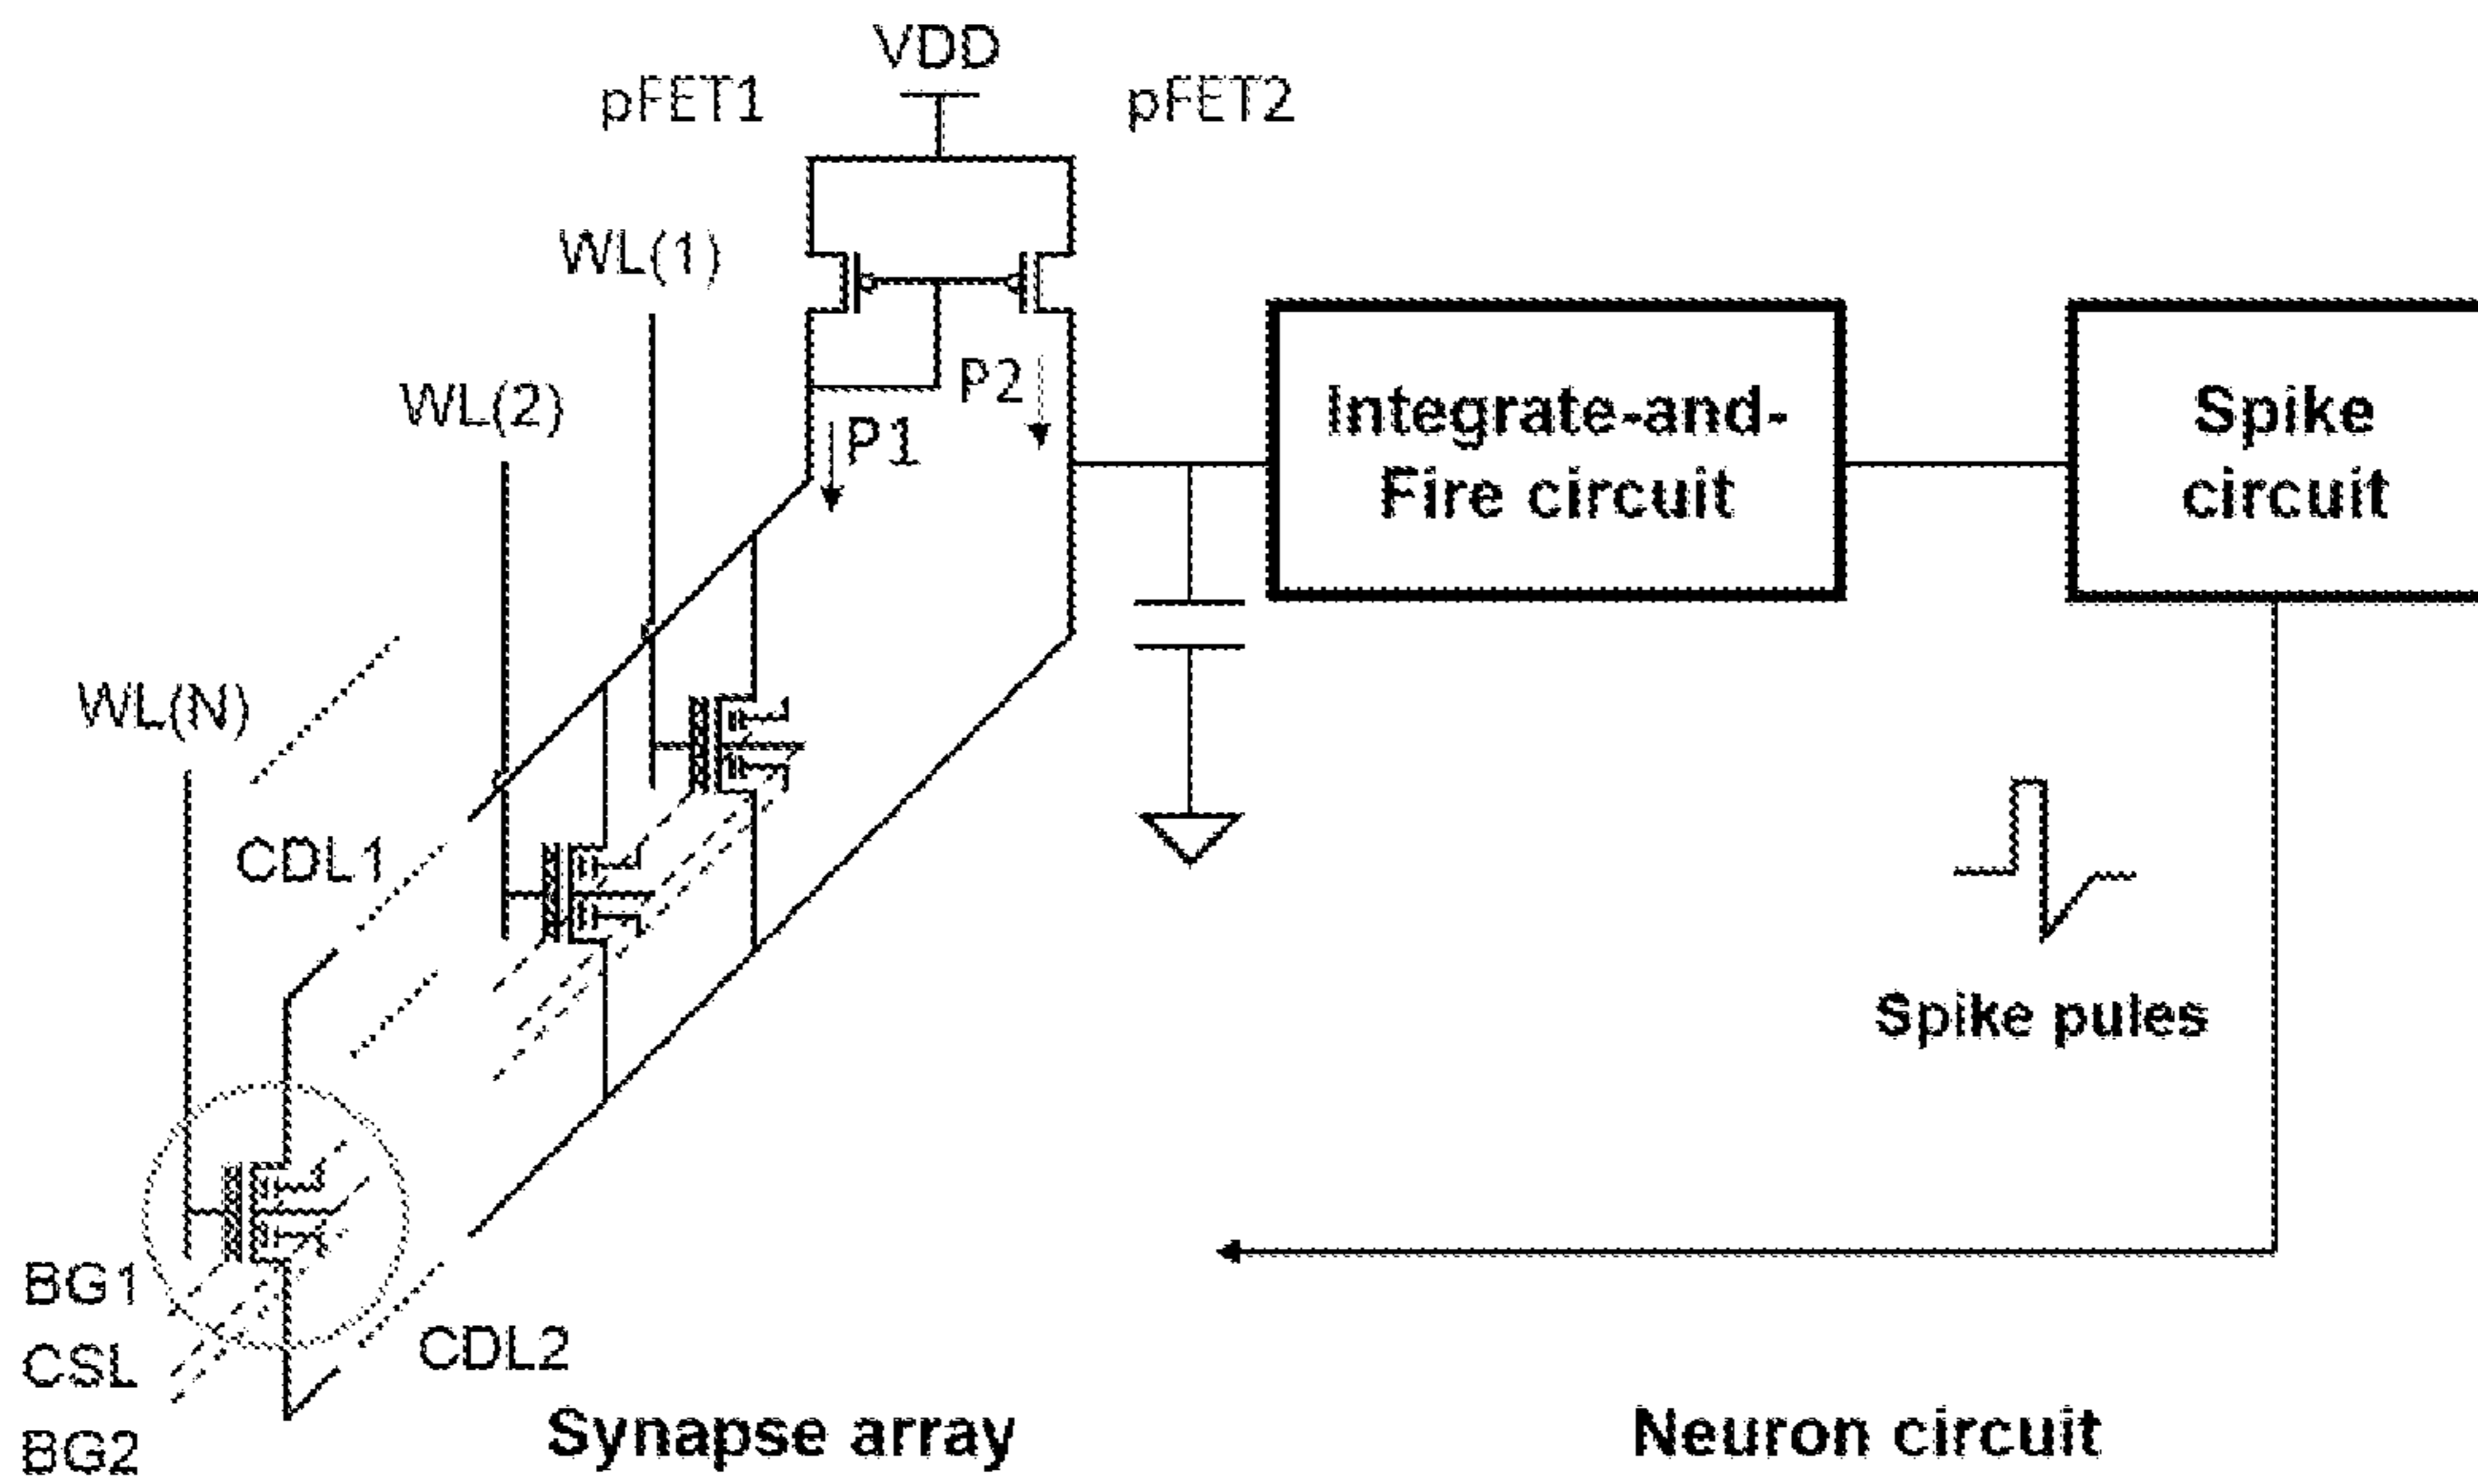 VDD
pFET1
pFET2
WL(1)
WL(2)
P2
P1
Integrate-and-
Fire circuit
Spike
circuit
WL(N)
CDL1
Spike pules
BG1
CSL
BG2
CDL2
Synapse array
Neuron circuit